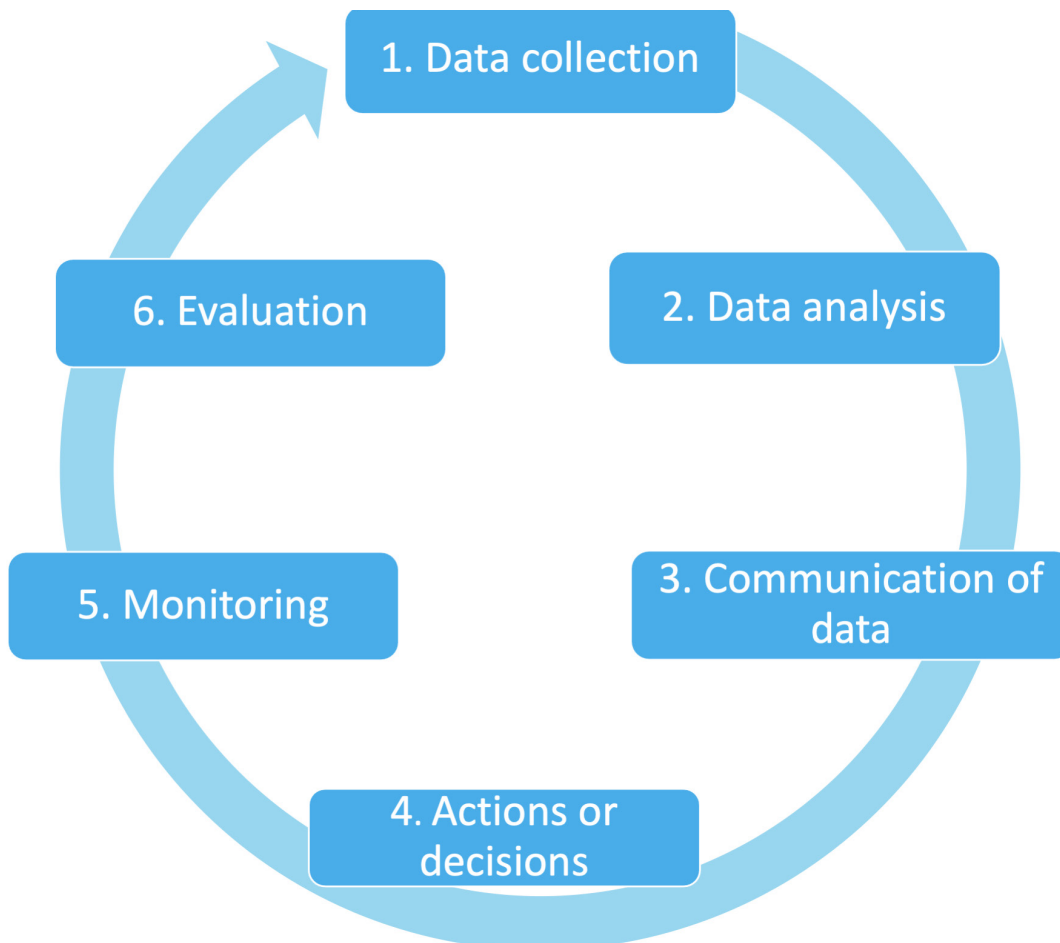 1. Data collection
2. Data analysis
3. Communication of
data
4. Actions or
decisions
5. Monitoring
6. Evaluation